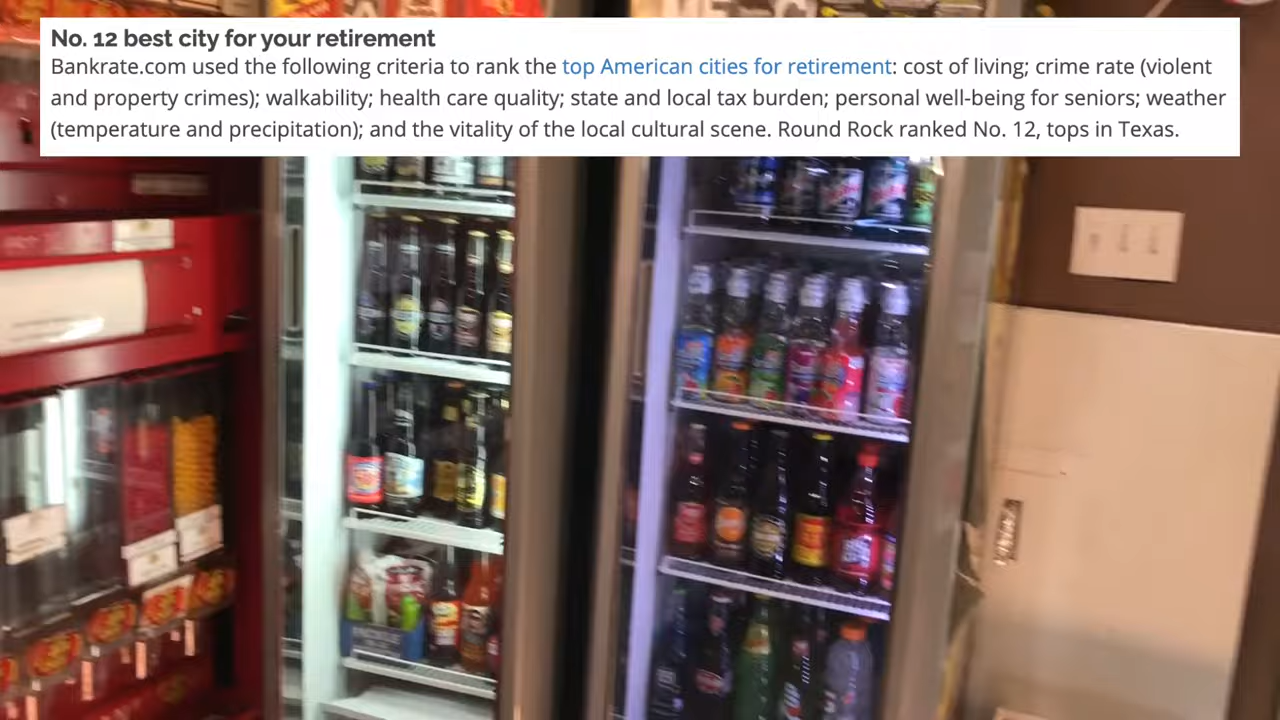 No. 12 best city for your retirement
Bankrate.com used the following criteria to rank the top American cities for retirement: cost of living; crime rate (violent
and property crimes); walkability; health care quality; state and local tax burden; personal well-being for seniors; weather
(temperature and precipitation); and the vitality of the local cultural scene. Round Rock ranked No. 12, tops in Texas.